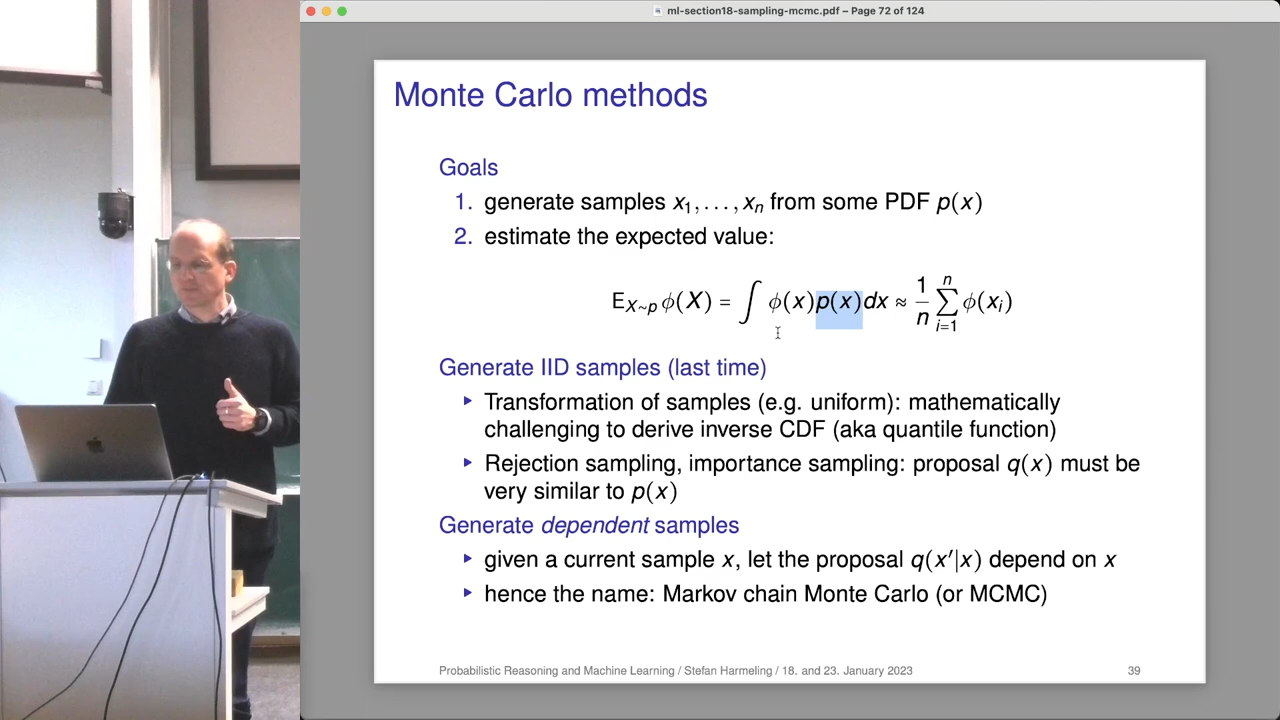 ml-section18-sampling-mcmc.pdf – Page 72 of 124
Monte Carlo methods
Goals
1. generate samples x₁, . . . , xₙ from some PDF p(x)
2. estimate the expected value:
E_{X∼p} ϕ(X) = ∫ ϕ(x)p(x)dx ≈ 1/n ∑_{i=1}^{n} ϕ(xᵢ)
Generate IID samples (last time)
▸ Transformation of samples (e.g. uniform): mathematically
challenging to derive inverse CDF (aka quantile function)
▸ Rejection sampling, importance sampling: proposal q(x) must be
very similar to p(x)
Generate dependent samples
▸ given a current sample x, let the proposal q(x′|x) depend on x
▸ hence the name: Markov chain Monte Carlo (or MCMC)
Probabilistic Reasoning and Machine Learning / Stefan Harmeling / 18. and 23. January 2023
39